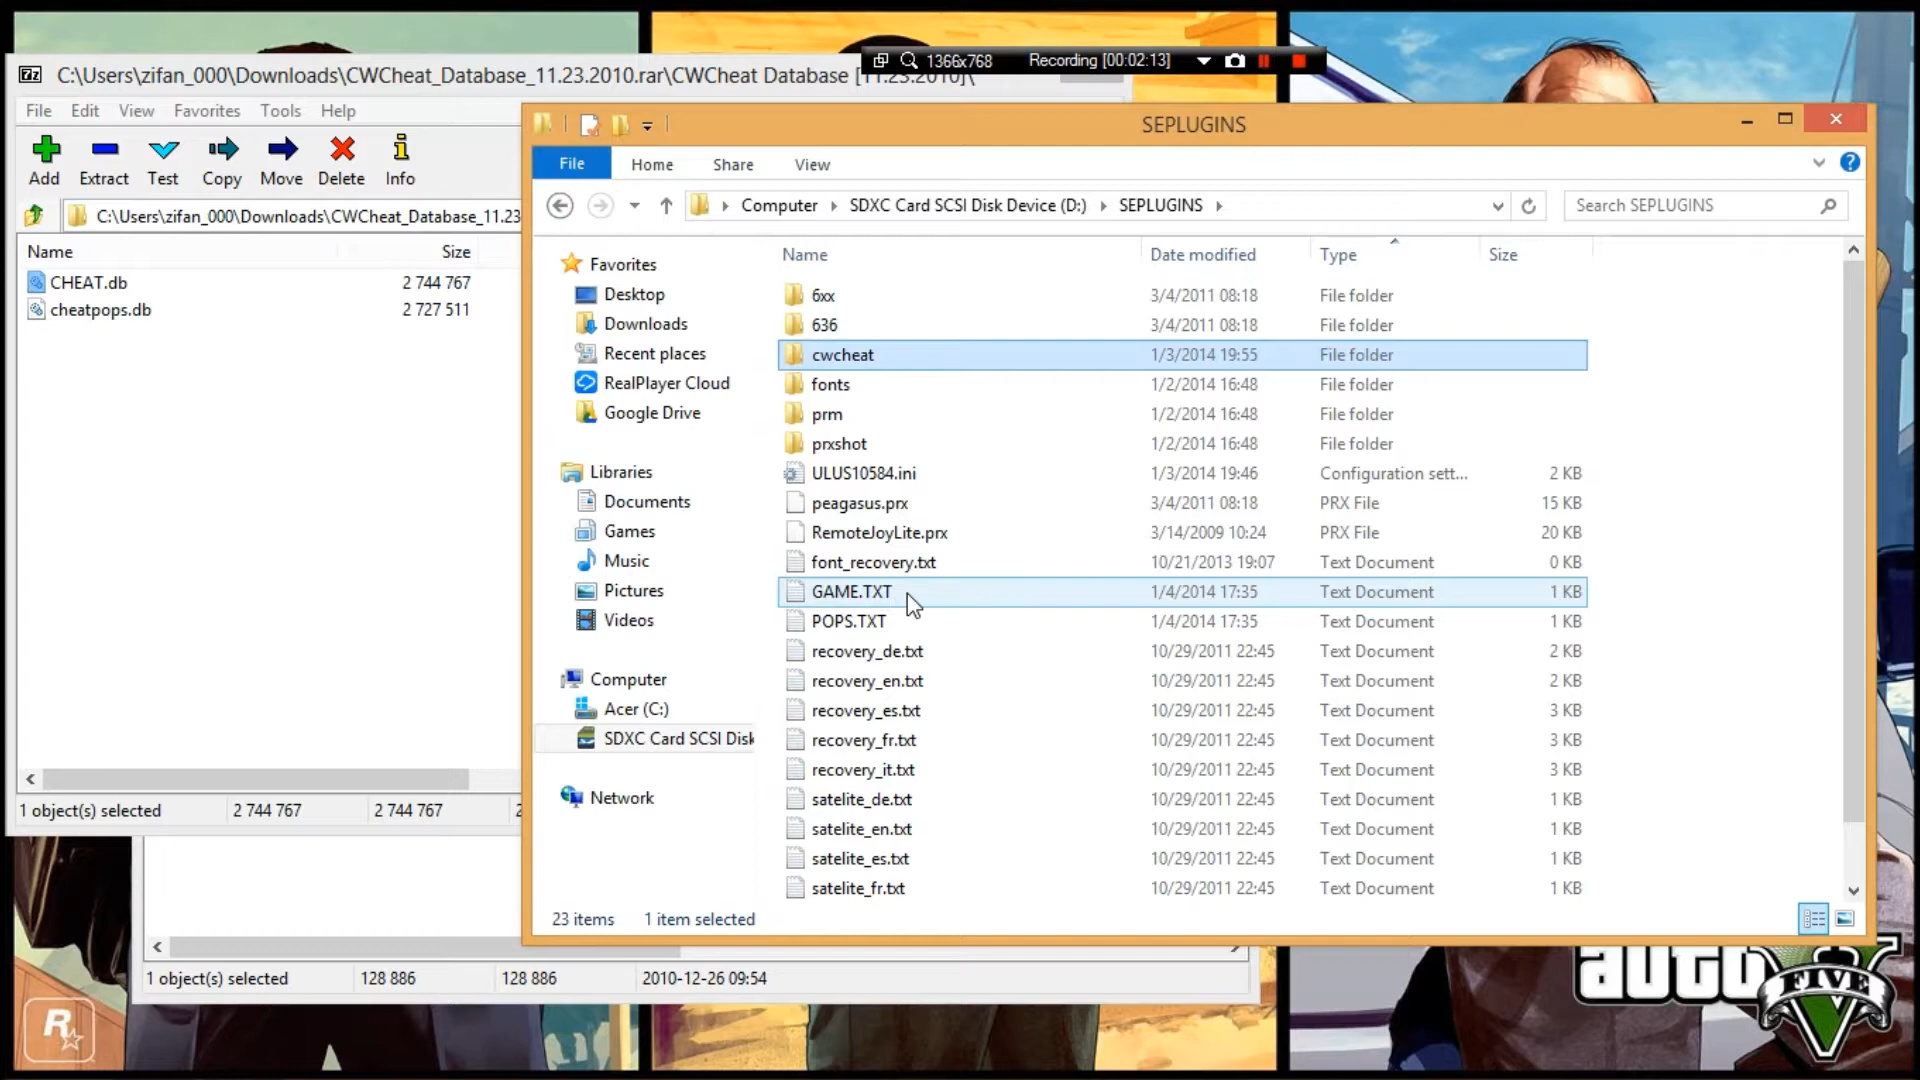 1366x768 Recording [00:02:13]
C:\Users\zifan_000\Downloads\CWCheat_Database_11.23.2010.rar\CWCheat Database [11.23.2010]\
File Edit View Favorites Tools Help
Add Extract Test Copy Move Delete Info
C:\Users\zifan_000\Downloads\CWCheat_Database_11.23
Name Size
CHEAT.db 2 744 767
cheatpops.db 2 727 511
1 object(s) selected 2 744 767 2 744 767 2
1 object(s) selected 128 886 128 886 2010-12-26 09:54
SEPLUGINS
File Home Share View
Computer SDXC Card SCSI Disk Device (D:) SEPLUGINS
Search SEPLUGINS
Favorites
Desktop
Downloads
Recent places
RealPlayer Cloud
Google Drive
Libraries
Documents
Games
Music
Pictures
Videos
Computer
Acer (C:)
SDXC Card SCSI Disk
Network
Name Date modified Type Size
6xx 3/4/2011 08:18 File folder
636 3/4/2011 08:18 File folder
cwcheat 1/3/2014 19:55 File folder
fonts 1/2/2014 16:48 File folder
prm 1/2/2014 16:48 File folder
prxshot 1/2/2014 16:48 File folder
ULUS10584.ini 1/3/2014 19:46 Configuration sett... 2 KB
peagasus.prx 3/4/2011 08:18 PRX File 15 KB
RemoteJoyLite.prx 3/14/2009 10:24 PRX File 20 KB
font_recovery.txt 10/21/2013 19:07 Text Document 0 KB
GAME.TXT 1/4/2014 17:35 Text Document 1 KB
POPS.TXT 1/4/2014 17:35 Text Document 1 KB
recovery_de.txt 10/29/2011 22:45 Text Document 2 KB
recovery_en.txt 10/29/2011 22:45 Text Document 2 KB
recovery_es.txt 10/29/2011 22:45 Text Document 3 KB
recovery_fr.txt 10/29/2011 22:45 Text Document 3 KB
recovery_it.txt 10/29/2011 22:45 Text Document 3 KB
satelite_de.txt 10/29/2011 22:45 Text Document 1 KB
satelite_en.txt 10/29/2011 22:45 Text Document 1 KB
satelite_es.txt 10/29/2011 22:45 Text Document 1 KB
satelite_fr.txt 10/29/2011 22:45 Text Document 1 KB
23 items 1 item selected
auto
FIVE
R